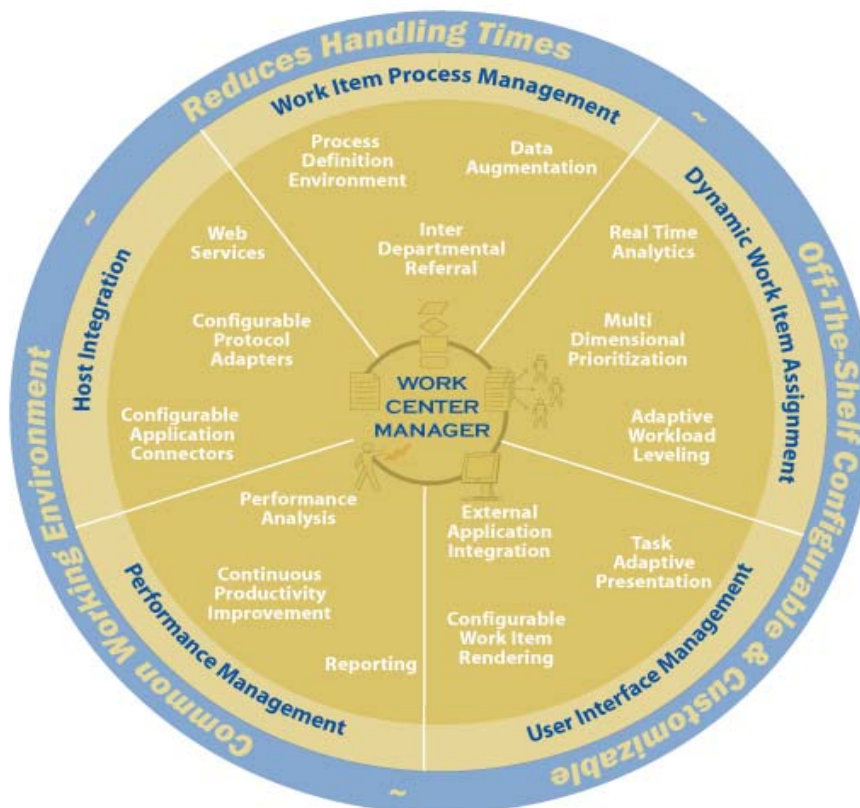 Reduces Handling Times
~
Off-The-Shelf Configurable & Customizable
~
Common Working Environment
~
Work Item Process Management
Process
Definition
Environment
Data
Augmentation
Inter
Departmental
Referral
Dynamic Work Item Assignment
Real Time
Analytics
Multi
Dimensional
Prioritization
Adaptive
Workload
Leveling
User Interface Management
External
Application
Integration
Task
Adaptive
Presentation
Configurable
Work Item
Rendering
Performance Management
Performance
Analysis
Continuous
Productivity
Improvement
Reporting
Host Integration
Web
Services
Configurable
Protocol
Adapters
Configurable
Application
Connectors
WORK
CENTER
MANAGER